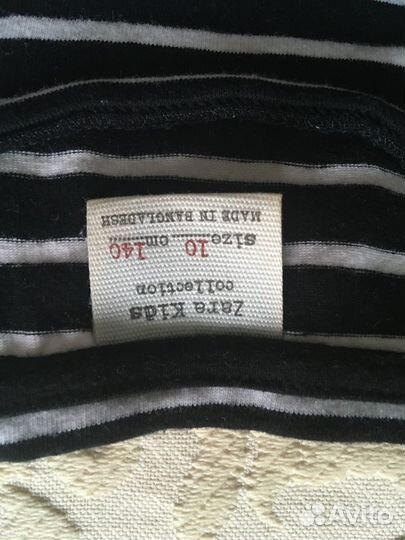 Zara Kids
collection
size......10 cm...140
MADE IN BANGLADESH
Avito